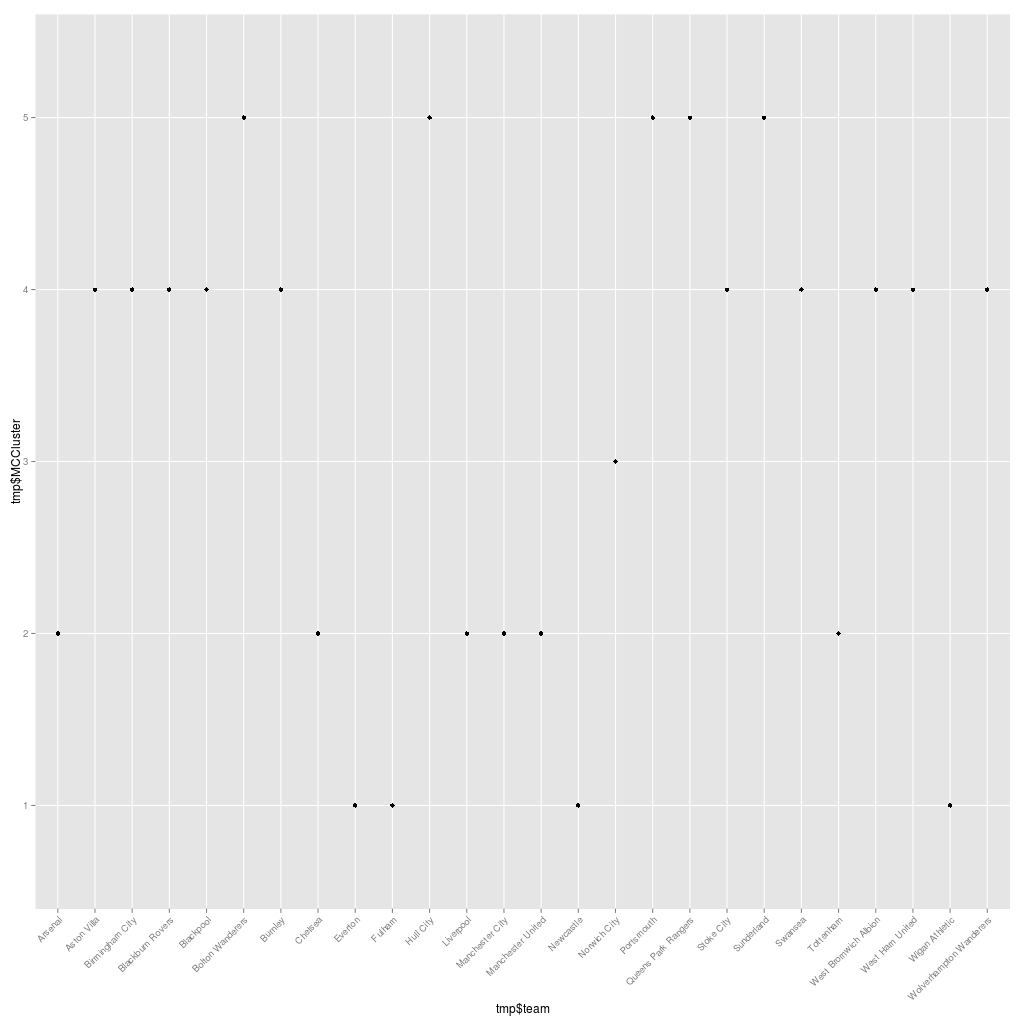 5
4
3
2
1
tmp$MCCluster
Arsenal
Aston Villa
Birmingham City
Blackburn Rovers
Blackpool
Bolton Wanderers
Burnley
Chelsea
Everton
Fulham
Hull City
Liverpool
Manchester City
Manchester United
Newcastle
Norwich City
Portsmouth
Queens Park Rangers
Stoke City
Sunderland
Swansea
Tottenham
West Bromwich Albion
West Ham United
Wigan Athletic
Wolverhampton Wanderers
tmp$team